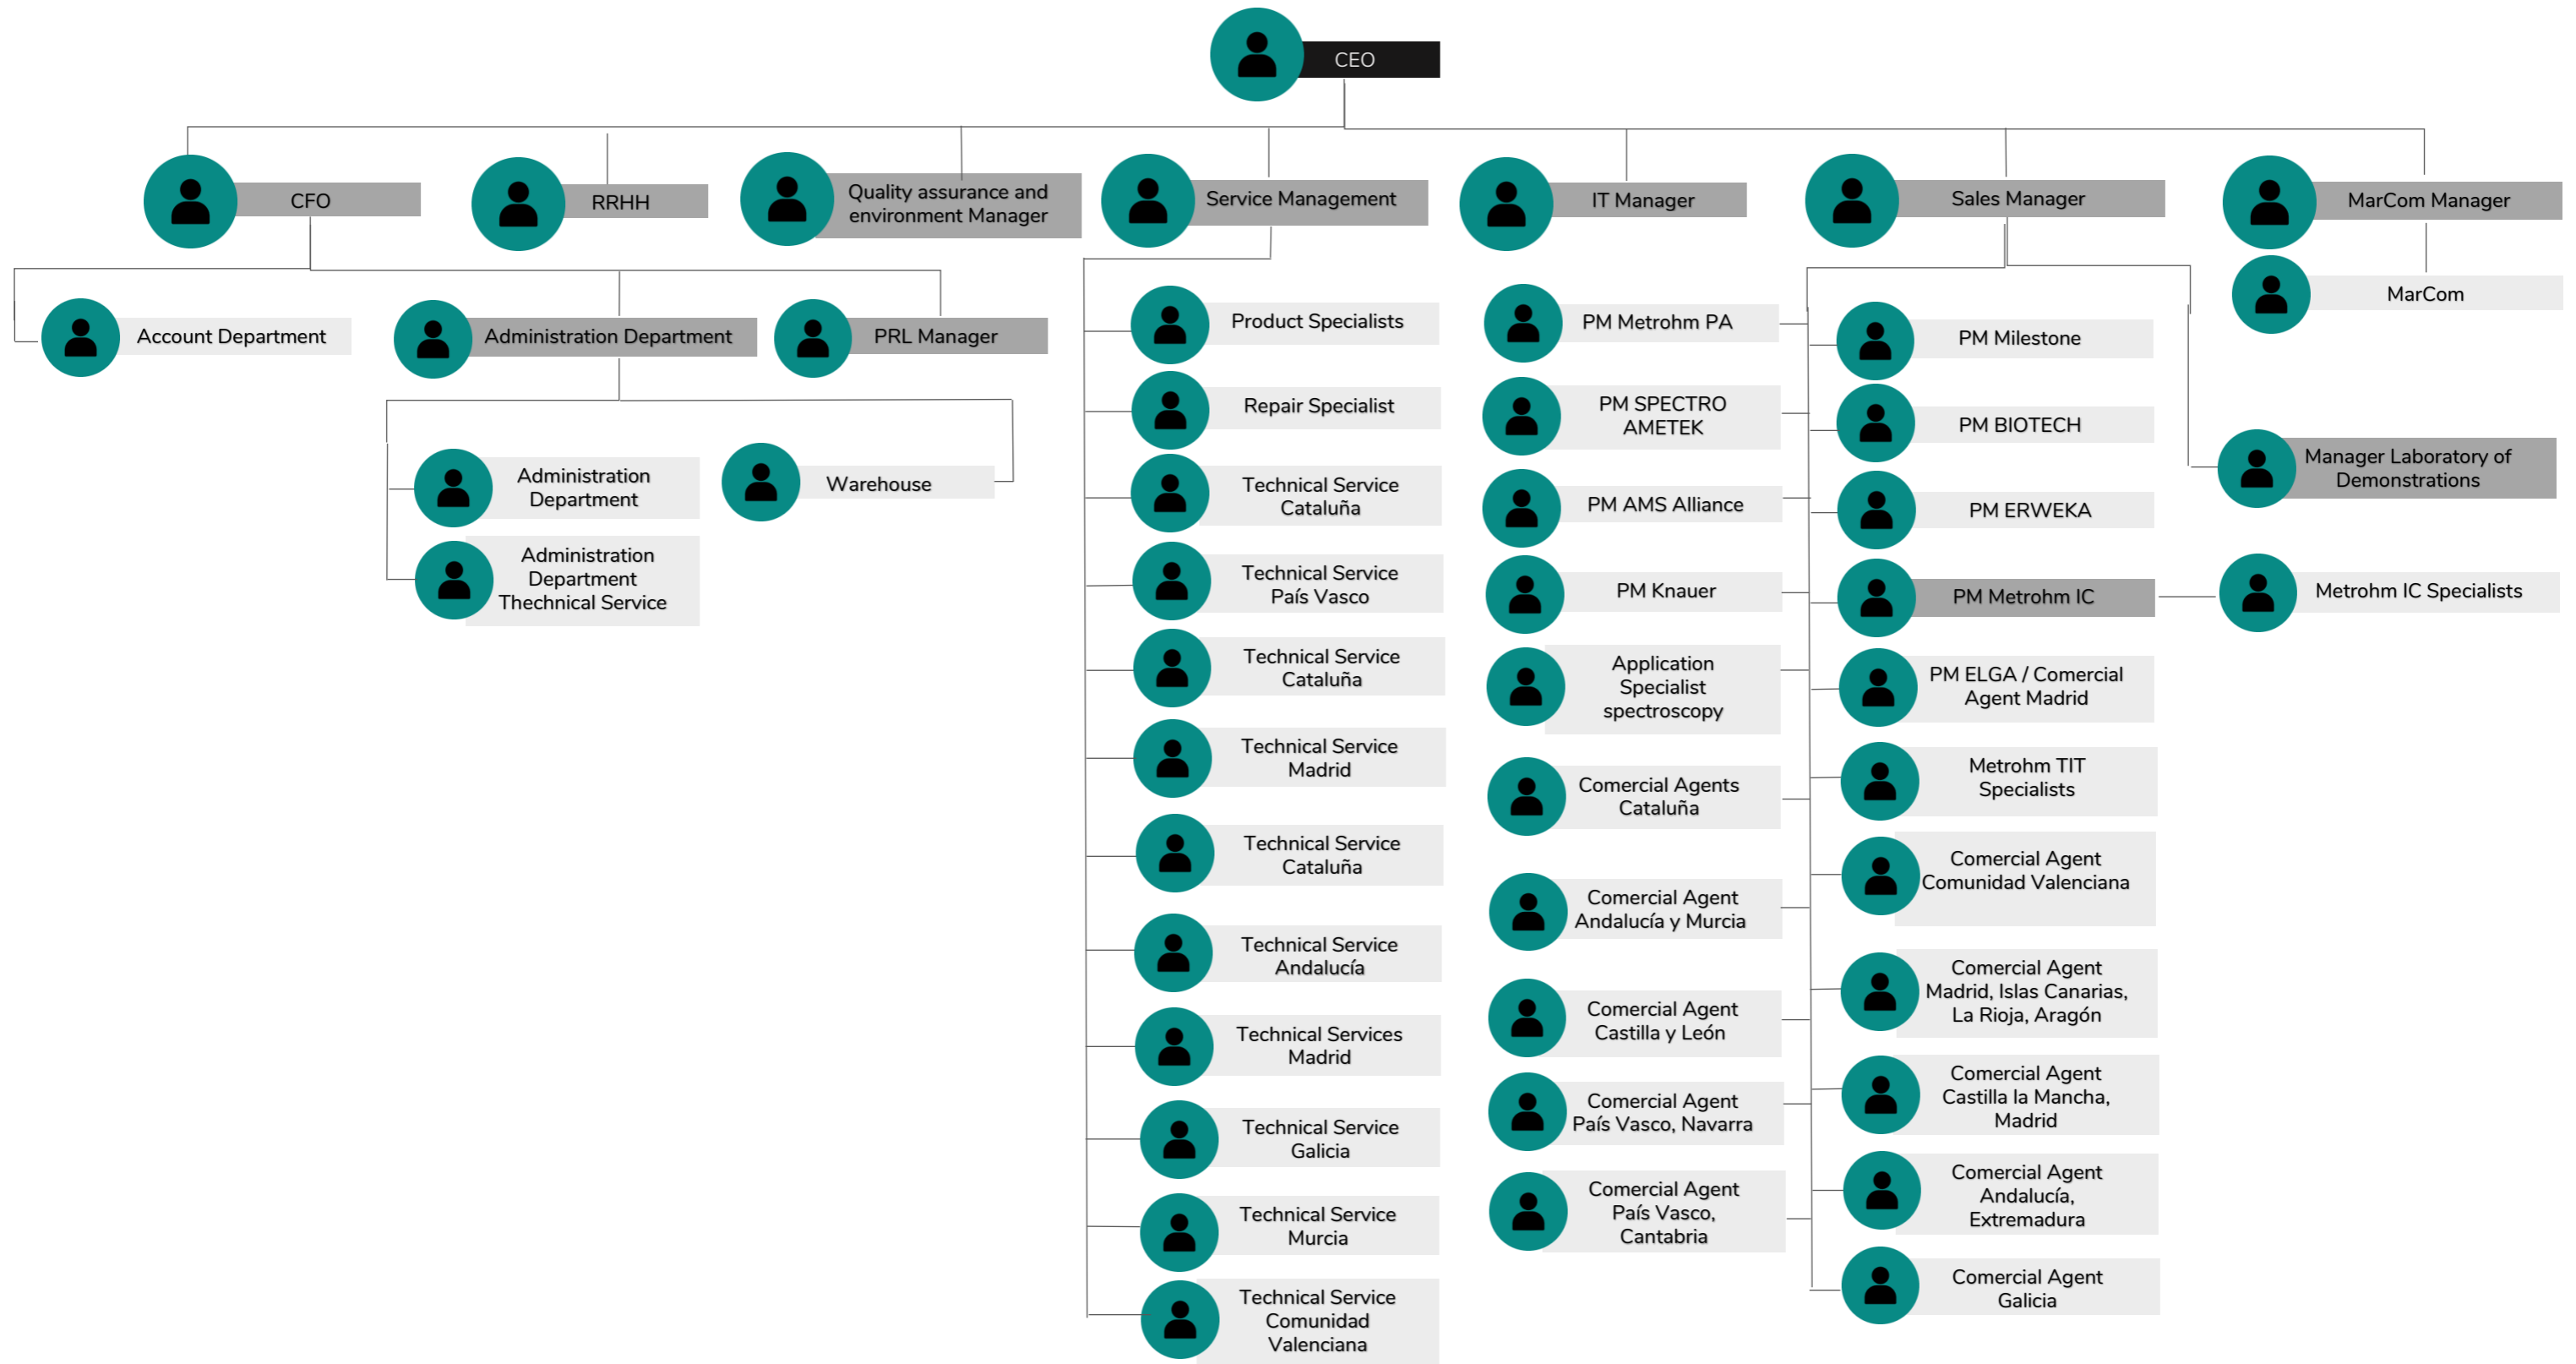 CEO
CFO
RRHH
Quality assurance and
environment Manager
Service Management
IT Manager
Sales Manager
MarCom Manager
Account Department
Administration Department
PRL Manager
Administration
Department
Administration
Department
Thechnical Service
Warehouse
Product Specialists
Repair Specialist
Technical Service
Cataluña
Technical Service
País Vasco
Technical Service
Cataluña
Technical Service
Madrid
Technical Service
Cataluña
Technical Service
Andalucía
Technical Services
Madrid
Technical Service
Galicia
Technical Service
Murcia
Technical Service
Comunidad
Valenciana
PM Metrohm PA
PM SPECTRO
AMETEK
PM AMS Alliance
PM Knauer
Application
Specialist
spectroscopy
Comercial Agents
Cataluña
Comercial Agent
Andalucía y Murcia
Comercial Agent
Castilla y León
Comercial Agent
País Vasco, Navarra
Comercial Agent
País Vasco,
Cantabria
PM Milestone
PM BIOTECH
PM ERWEKA
PM Metrohm IC
PM ELGA / Comercial
Agent Madrid
Metrohm TIT
Specialists
Comercial Agent
Comunidad Valenciana
Comercial Agent
Madrid, Islas Canarias,
La Rioja, Aragón
Comercial Agent
Castilla la Mancha,
Madrid
Comercial Agent
Andalucía,
Extremadura
Comercial Agent
Galicia
MarCom
Manager Laboratory of
Demonstrations
Metrohm IC Specialists